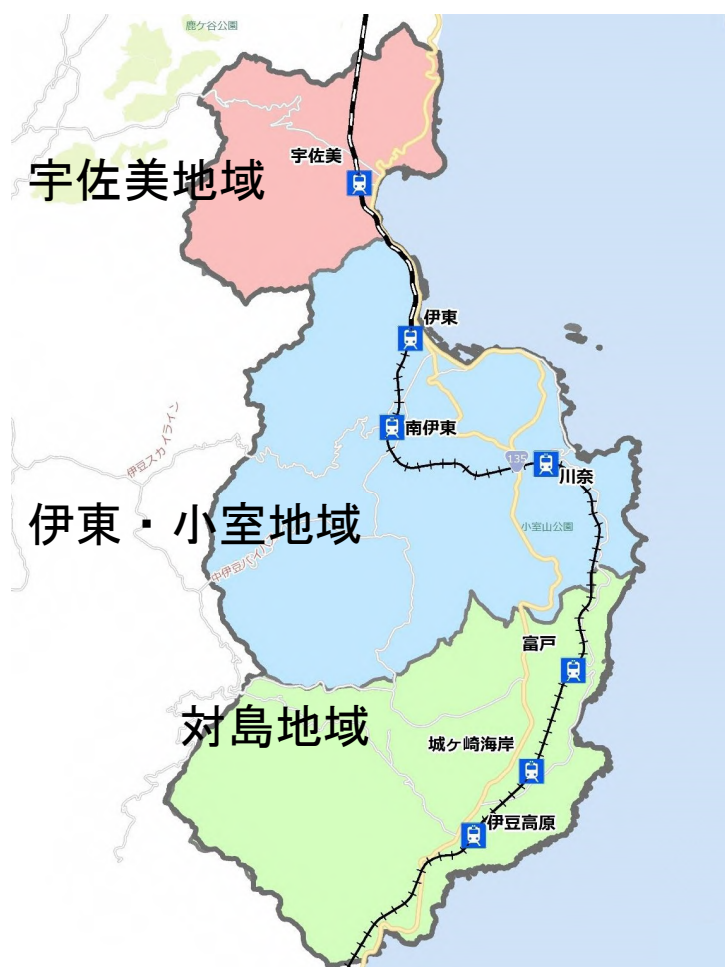 鹿ケ谷公園
宇佐美
宇佐美地域
伊東
南伊東
135
川奈
伊豆スカイライン
伊東・小室地域
小室山公園
中伊豆バイパス
富戸
対島地域
城ヶ崎海岸
伊豆高原